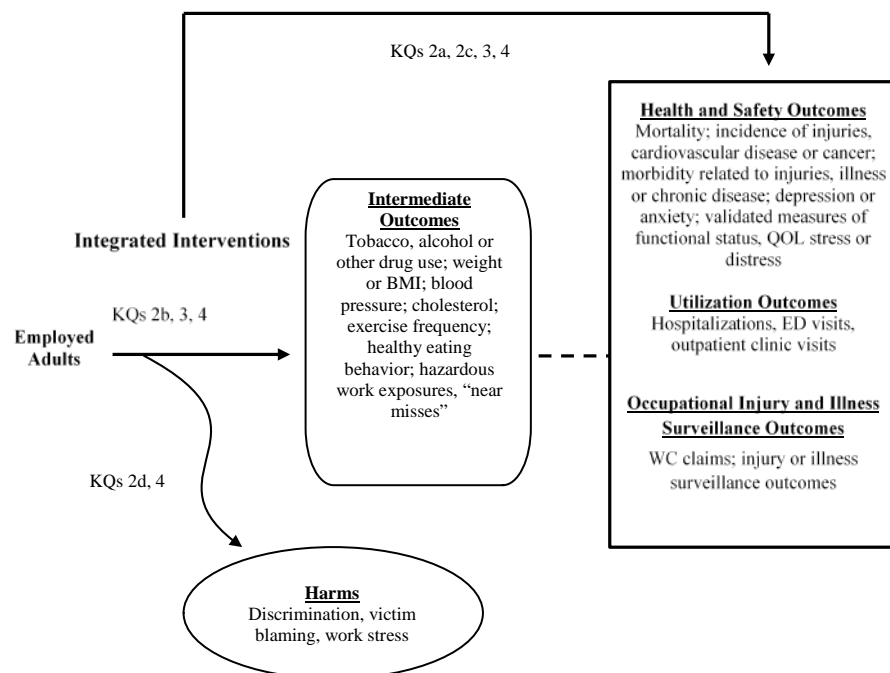 KQs 2a, 2c, 3, 4
Integrated Interventions
KQs 2b, 3, 4
Employed
Adults
KQs 2d, 4
Intermediate
Outcomes
Tobacco, alcohol or
other drug use; weight
or BMI; blood
pressure; cholesterol;
exercise frequency;
healthy eating
behavior; hazardous
work exposures, “near
misses”
Harms
Discrimination, victim
blaming, work stress
Health and Safety Outcomes
Mortality; incidence of injuries,
cardiovascular disease or cancer;
morbidity related to injuries, illness
or chronic disease; depression or
anxiety; validated measures of
functional status, QOL stress or
distress
Utilization Outcomes
Hospitalizations, ED visits,
outpatient clinic visits
Occupational Injury and Illness
Surveillance Outcomes
WC claims; injury or illness
surveillance outcomes